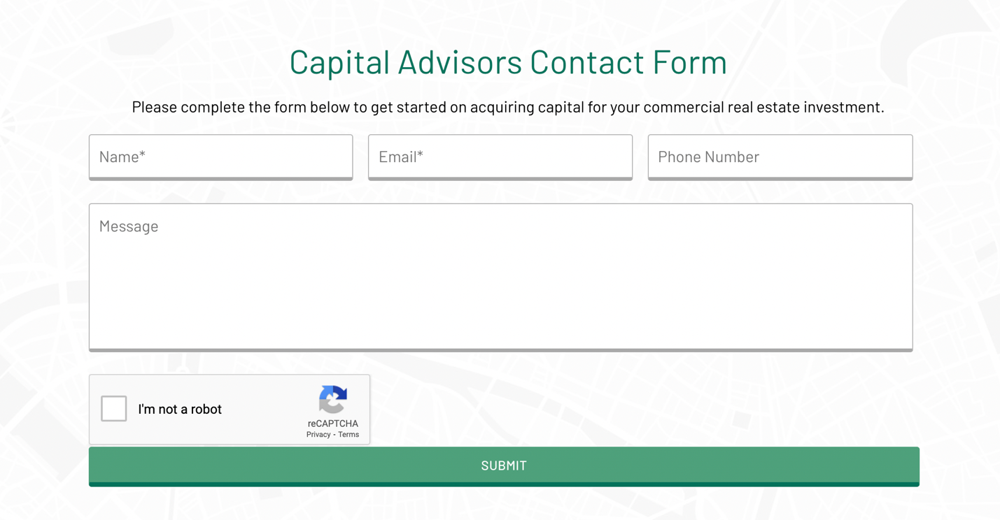 Capital Advisors Contact Form
Please complete the form below to get started on acquiring capital for your commercial real estate investment.
Name* Email* Phone Number
Message
I'm not a robot
reCAPTCHA
Privacy - Terms
SUBMIT